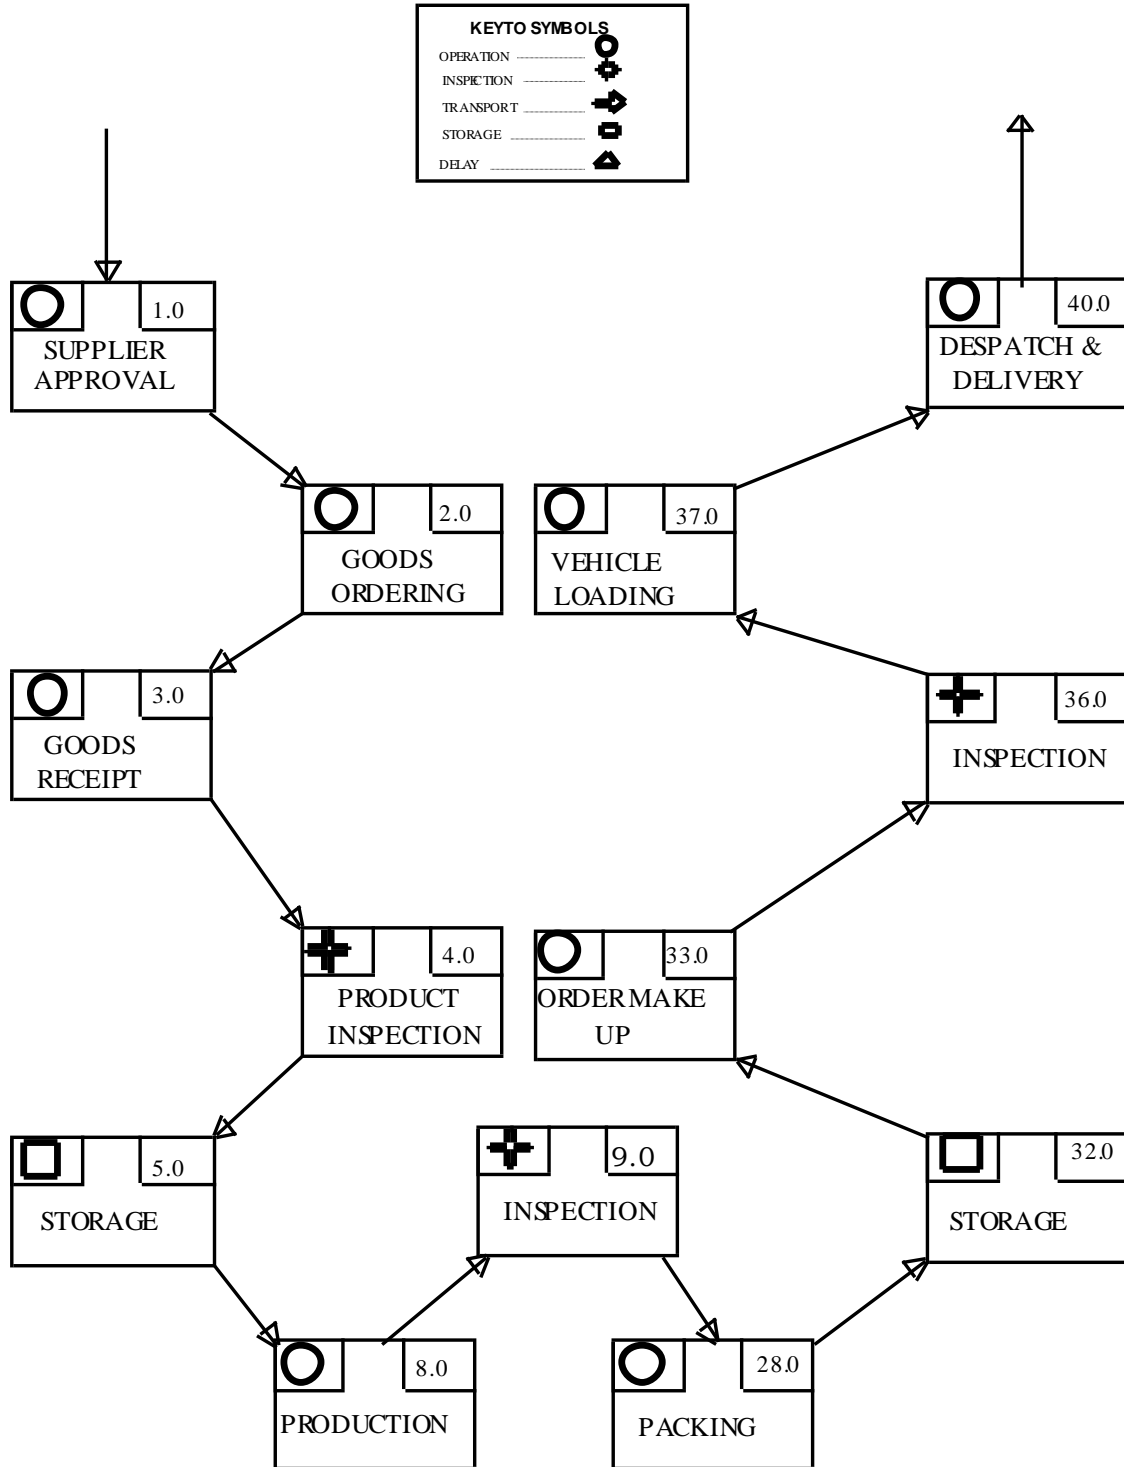 KEYTO SYMBOLS
OPERATION
INSPECTION
TRANSPORT
STORAGE
DELAY
1.0
SUPPLIER
APPROVAL
40.0
DESPATCH &
DELIVERY
2.0
GOODS
ORDERING
37.0
VEHICLE
LOADING
3.0
GOODS
RECEIPT
36.0
INSPECTION
4.0
PRODUCT
INSPECTION
33.0
ORDER MAKE
UP
5.0
STORAGE
9.0
INSPECTION
32.0
STORAGE
8.0
PRODUCTION
28.0
PACKING